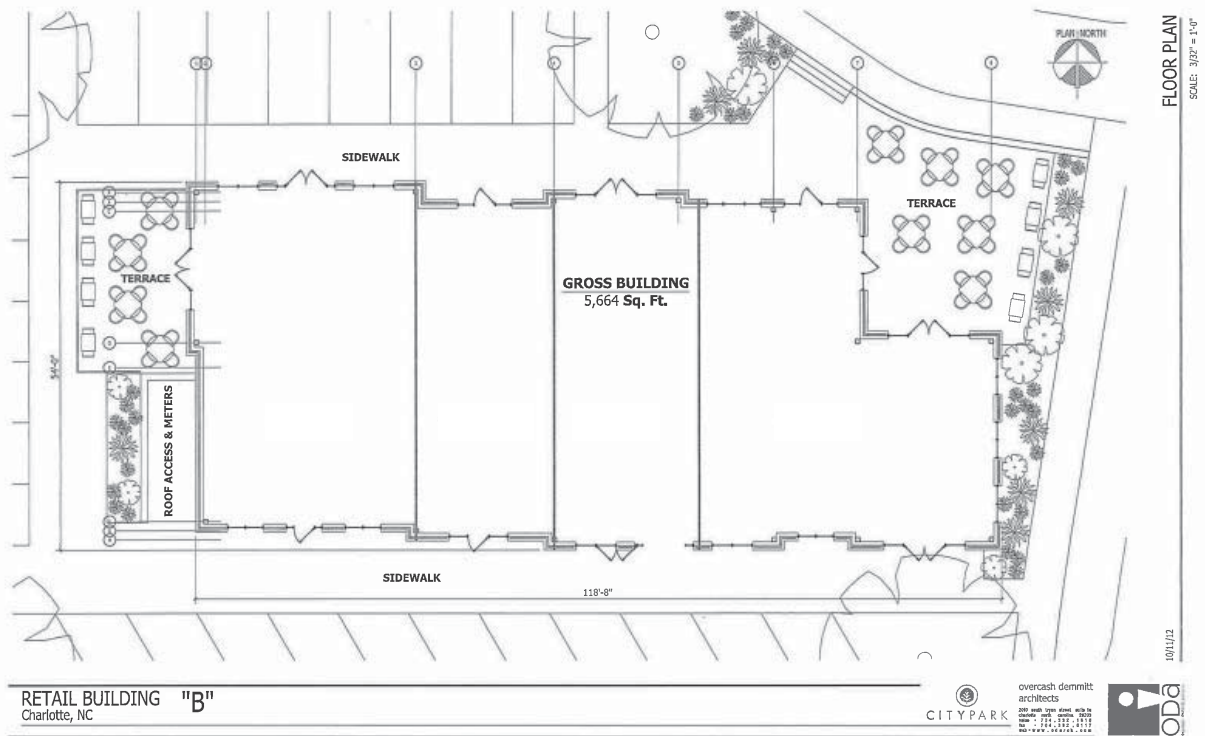 PLAN NORTH
FLOOR PLAN
SCALE: 3/32" = 1'-0"
SIDEWALK
TERRACE
TERRACE
GROSS BUILDING
5,664 Sq. Ft.
54'-0"
ROOF ACCESS & METERS
SIDEWALK
118'-8"
10/11/12
RETAIL BUILDING "B"
Charlotte, NC
CITYPARK
overcash demmitt
architects
ODa